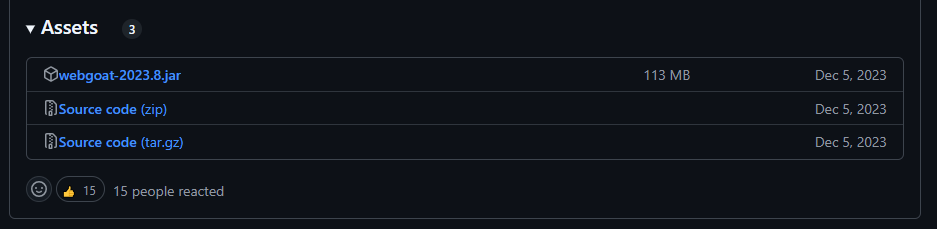 Assets 3
webgoat-2023.8.jar 113 MB Dec 5, 2023
Source code (zip) Dec 5, 2023
Source code (tar.gz) Dec 5, 2023
👍 15 15 people reacted